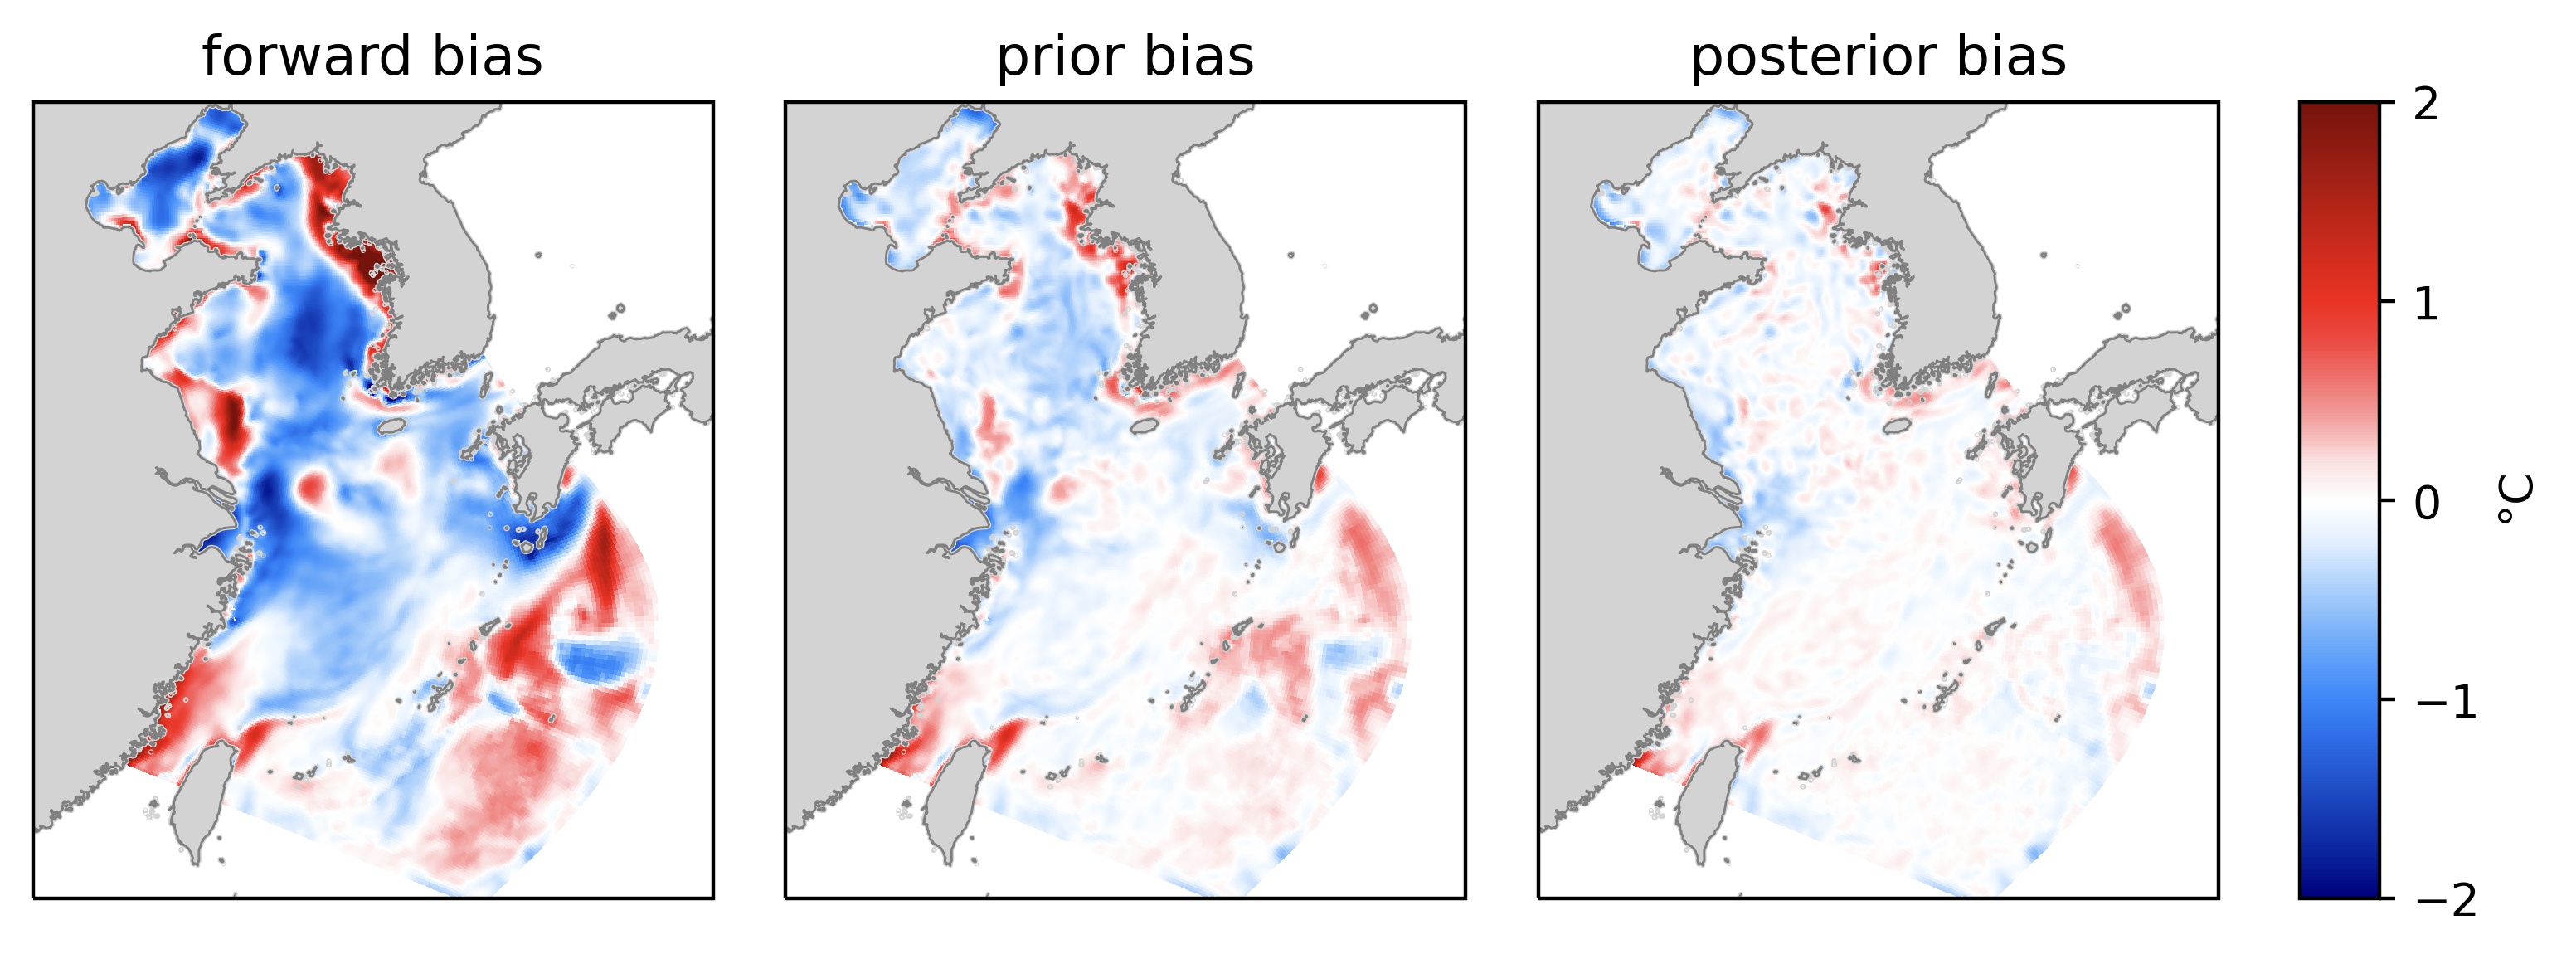 forward bias
prior bias
posterior bias
2
1
0
−1
−2
°C